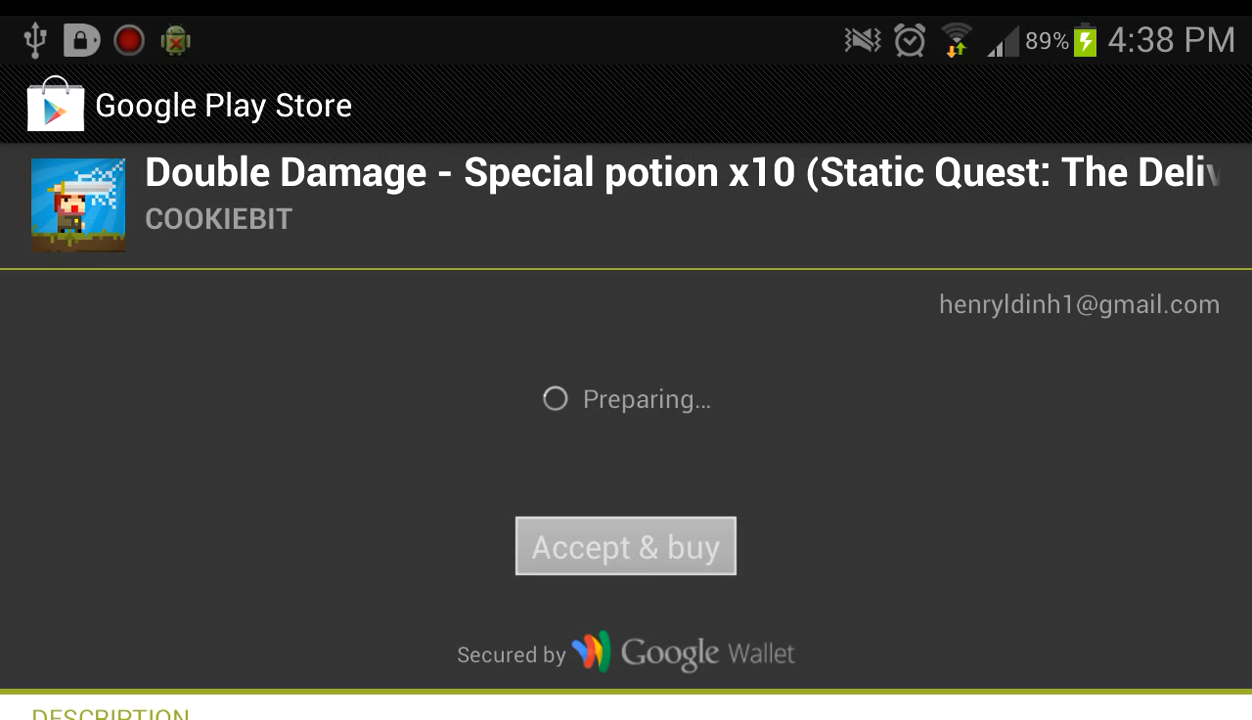 89% 4:38 PM
Google Play Store
Double Damage - Special potion x10 (Static Quest: The Deliv
COOKIEBIT
henryldinh1@gmail.com
Preparing...
Accept & buy
Secured by Google Wallet
DESCRIPTION